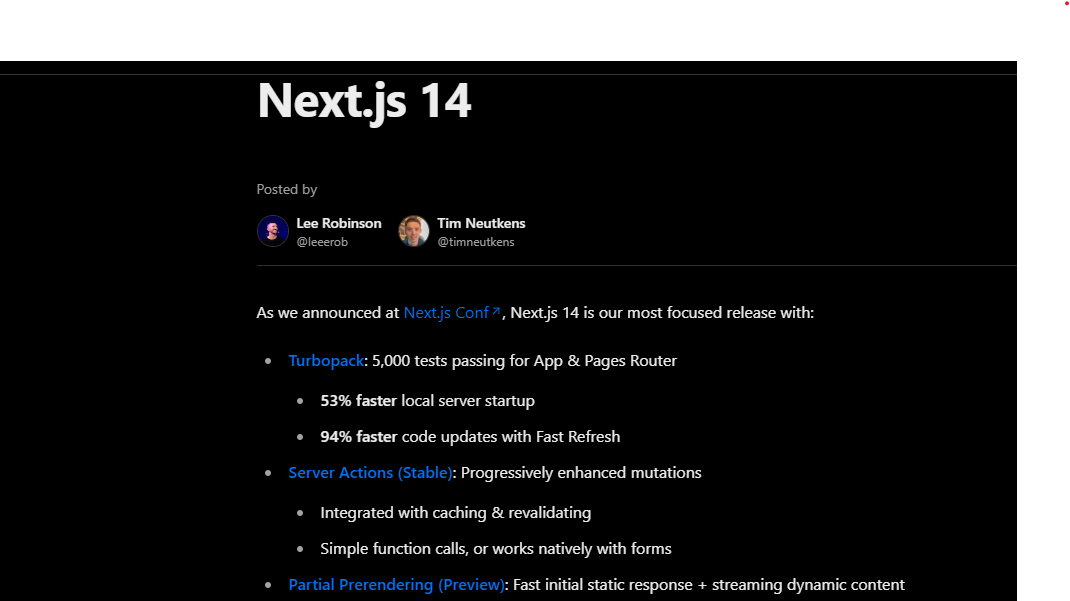 Next.js 14
Posted by
Lee Robinson
@leeerob
Tim Neutkens
@timneutkens
As we announced at Next.js Conf↗, Next.js 14 is our most focused release with:
• Turbopack: 5,000 tests passing for App & Pages Router
• 53% faster local server startup
• 94% faster code updates with Fast Refresh
• Server Actions (Stable): Progressively enhanced mutations
• Integrated with caching & revalidating
• Simple function calls, or works natively with forms
• Partial Prerendering (Preview): Fast initial static response + streaming dynamic content